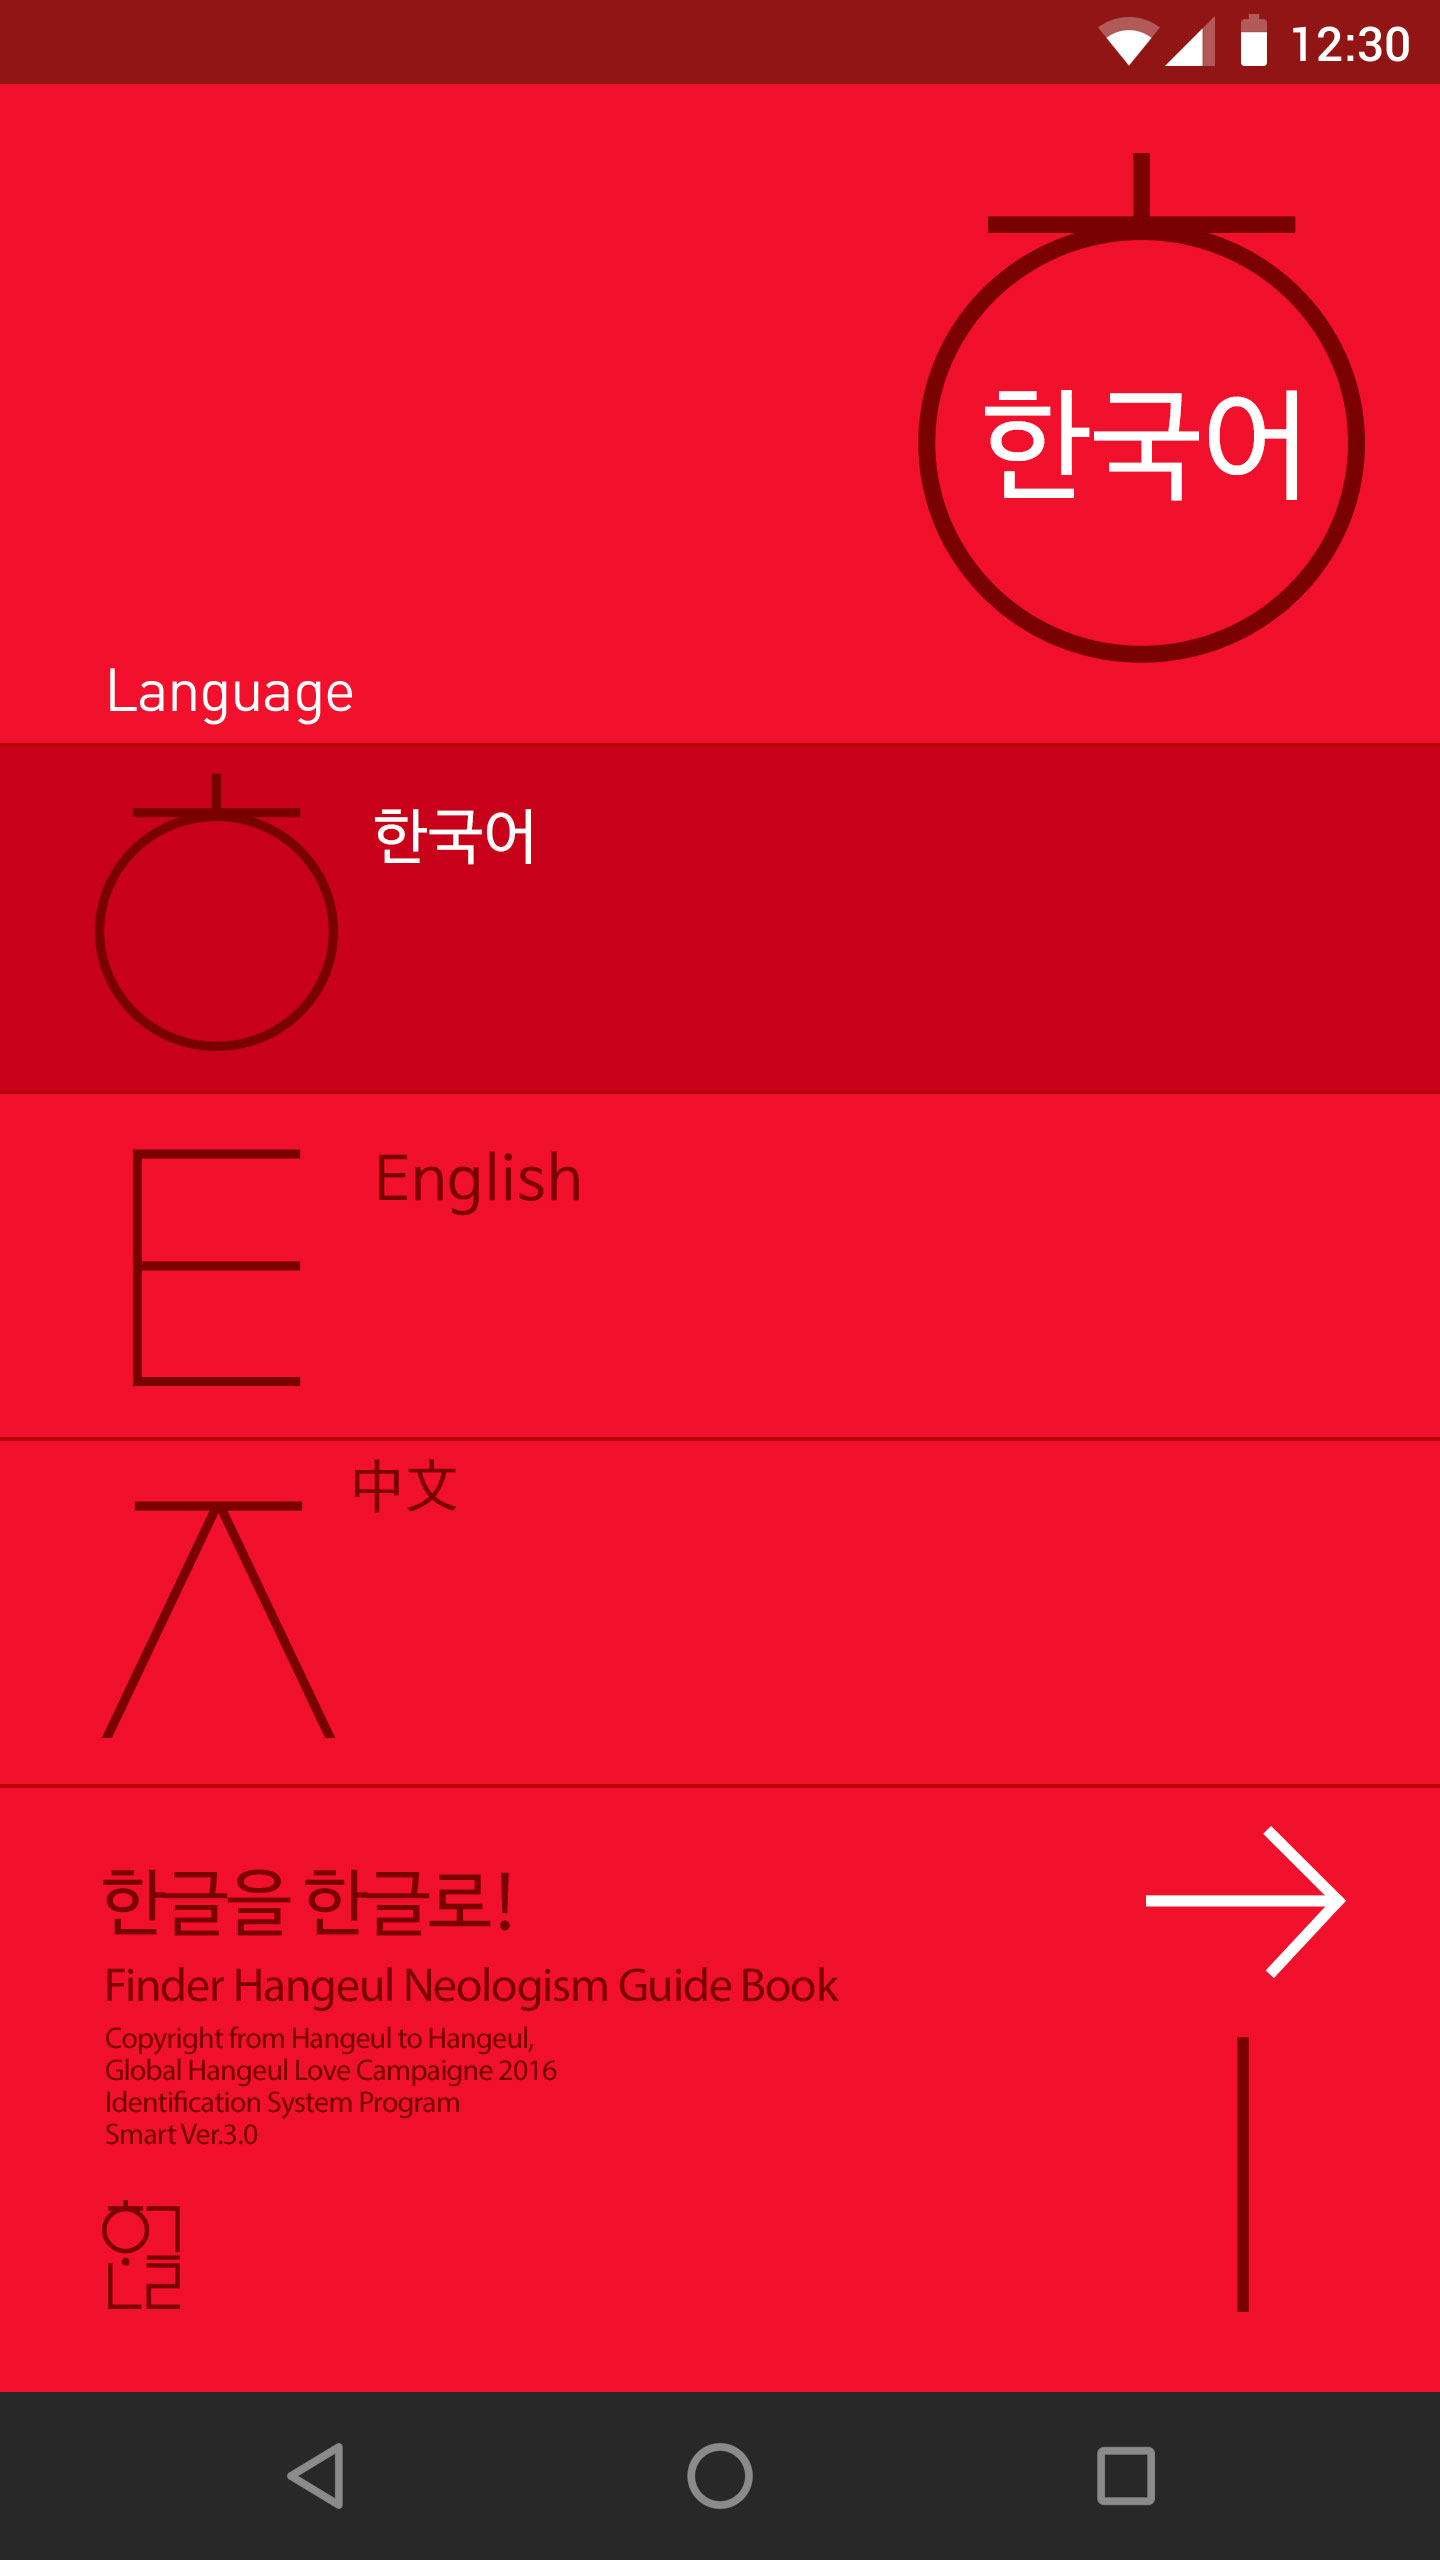 12:30
한국어
Language
한국어
English
中文
한글을 한글로!
Finder Hangeul Neologism Guide Book
Copyright from Hangeul to Hangeul,
Global Hangeul Love Campaigne 2016
Identification System Program
Smart Ver.3.0